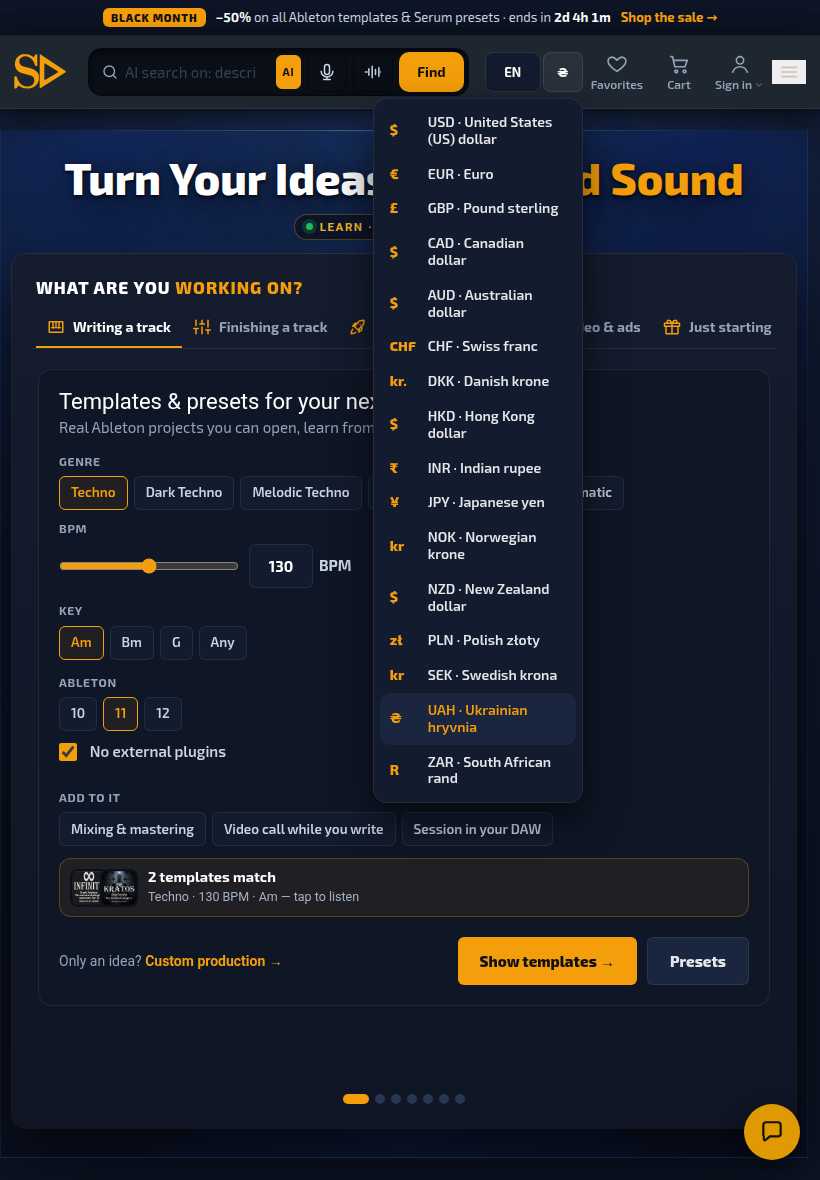 BLACK MONTH −50% on all Ableton templates & Serum presets · ends in 2d 4h 1m Shop the sale →
AI search on: descri
AI
Find
EN
₴
Favorites
Cart
Sign in
USD · United States
$
(US) dollar
€ EUR · Euro
£ GBP · Pound sterling
CAD · Canadian
$
dollar
AUD · Australian
$
dollar
CHF CHF · Swiss franc
kr. DKK · Danish krone
HKD · Hong Kong
$
dollar
₹ INR · Indian rupee
¥ JPY · Japanese yen
NOK · Norwegian
kr
krone
NZD · New Zealand
$
dollar
zł PLN · Polish złoty
kr SEK · Swedish krona
UAH · Ukrainian
₴
hryvnia
ZAR · South African
R
rand
Turn Your Ideas
Sound
LEARN ·
WHAT ARE YOU WORKING ON?
Writing a track
Finishing a track
& ads
Just starting
Templates & presets for your
Real Ableton projects you can open, learn from
GENRE
Techno
Dark Techno
Melodic Techno
BPM
130 BPM
KEY
Am
Bm
G
Any
ABLETON
10
11
12
No external plugins
ADD TO IT
Mixing & mastering
Video call while you write
Session in your DAW
INFINIT
KRATOS
2 templates match
Techno · 130 BPM · Am — tap to listen
Only an idea? Custom production →
Show templates →
Presets